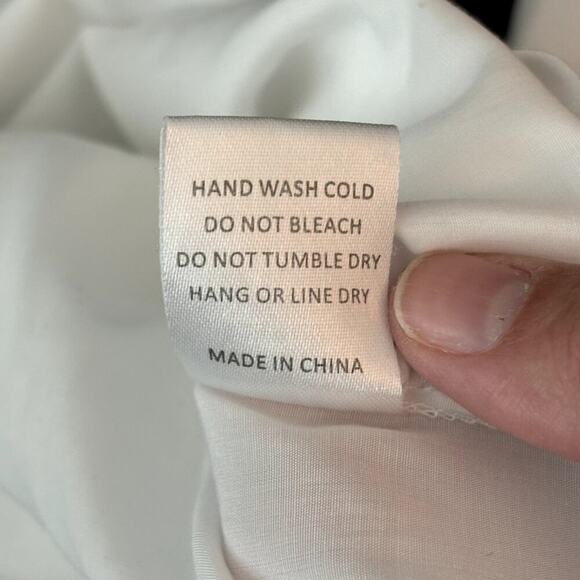 HAND WASH COLD
DO NOT BLEACH
DO NOT TUMBLE DRY
HANG OR LINE DRY
MADE IN CHINA